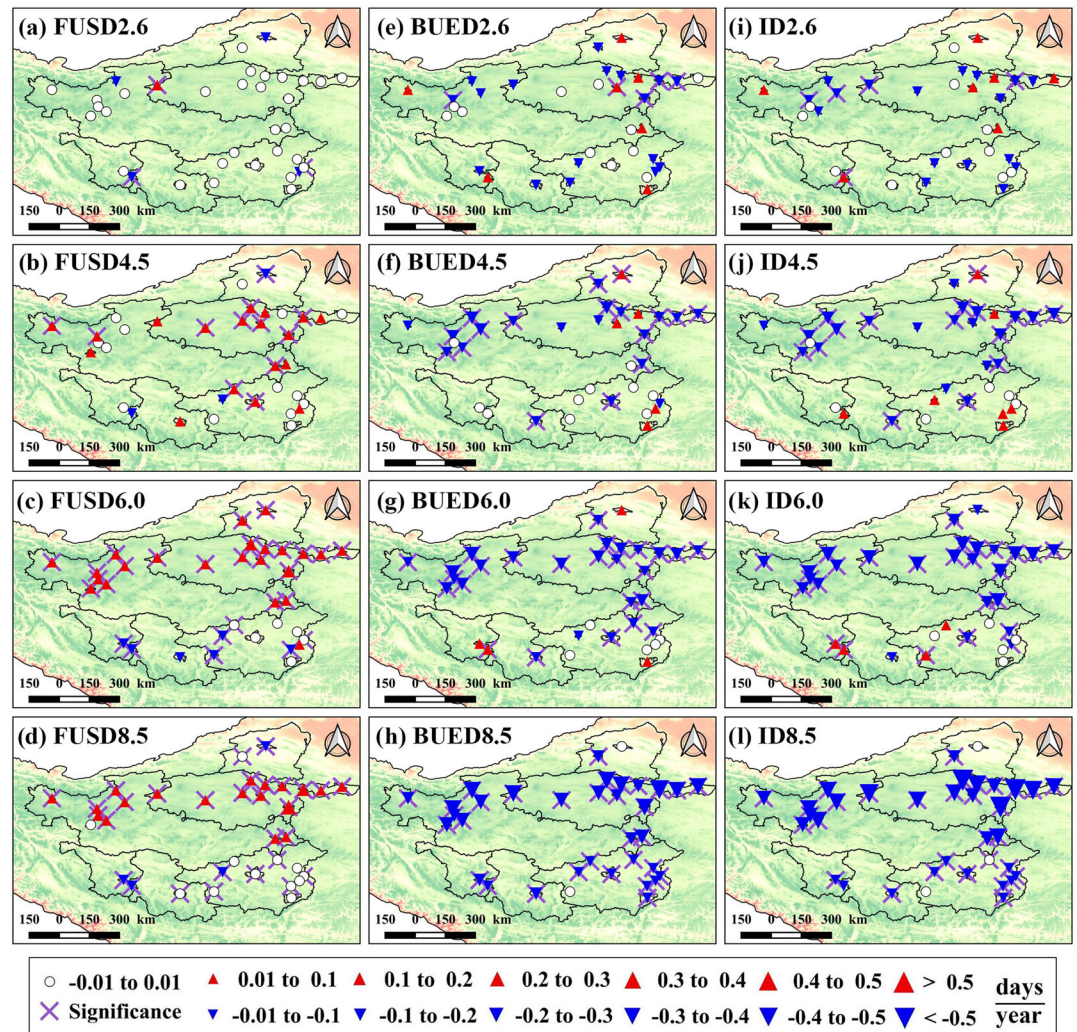 (a) FUSD2.6
150 0 150 300 km
(e) BUED2.6
150 0 150 300 km
(i) ID2.6
150 0 150 300 km
(b) FUSD4.5
150 0 150 300 km
(f) BUED4.5
150 0 150 300 km
(j) ID4.5
150 0 150 300 km
(c) FUSD6.0
150 0 150 300 km
(g) BUED6.0
150 0 150 300 km
(k) ID6.0
150 0 150 300 km
(d) FUSD8.5
150 0 150 300 km
(h) BUED8.5
150 0 150 300 km
(l) ID8.5
150 0 150 300 km
-0.01 to 0.01 0.01 to 0.1 0.1 to 0.2 0.2 to 0.3 0.3 to 0.4 0.4 to 0.5 > 0.5 days
Significance -0.01 to -0.1 -0.1 to -0.2 -0.2 to -0.3 -0.3 to -0.4 -0.4 to -0.5 < -0.5 year